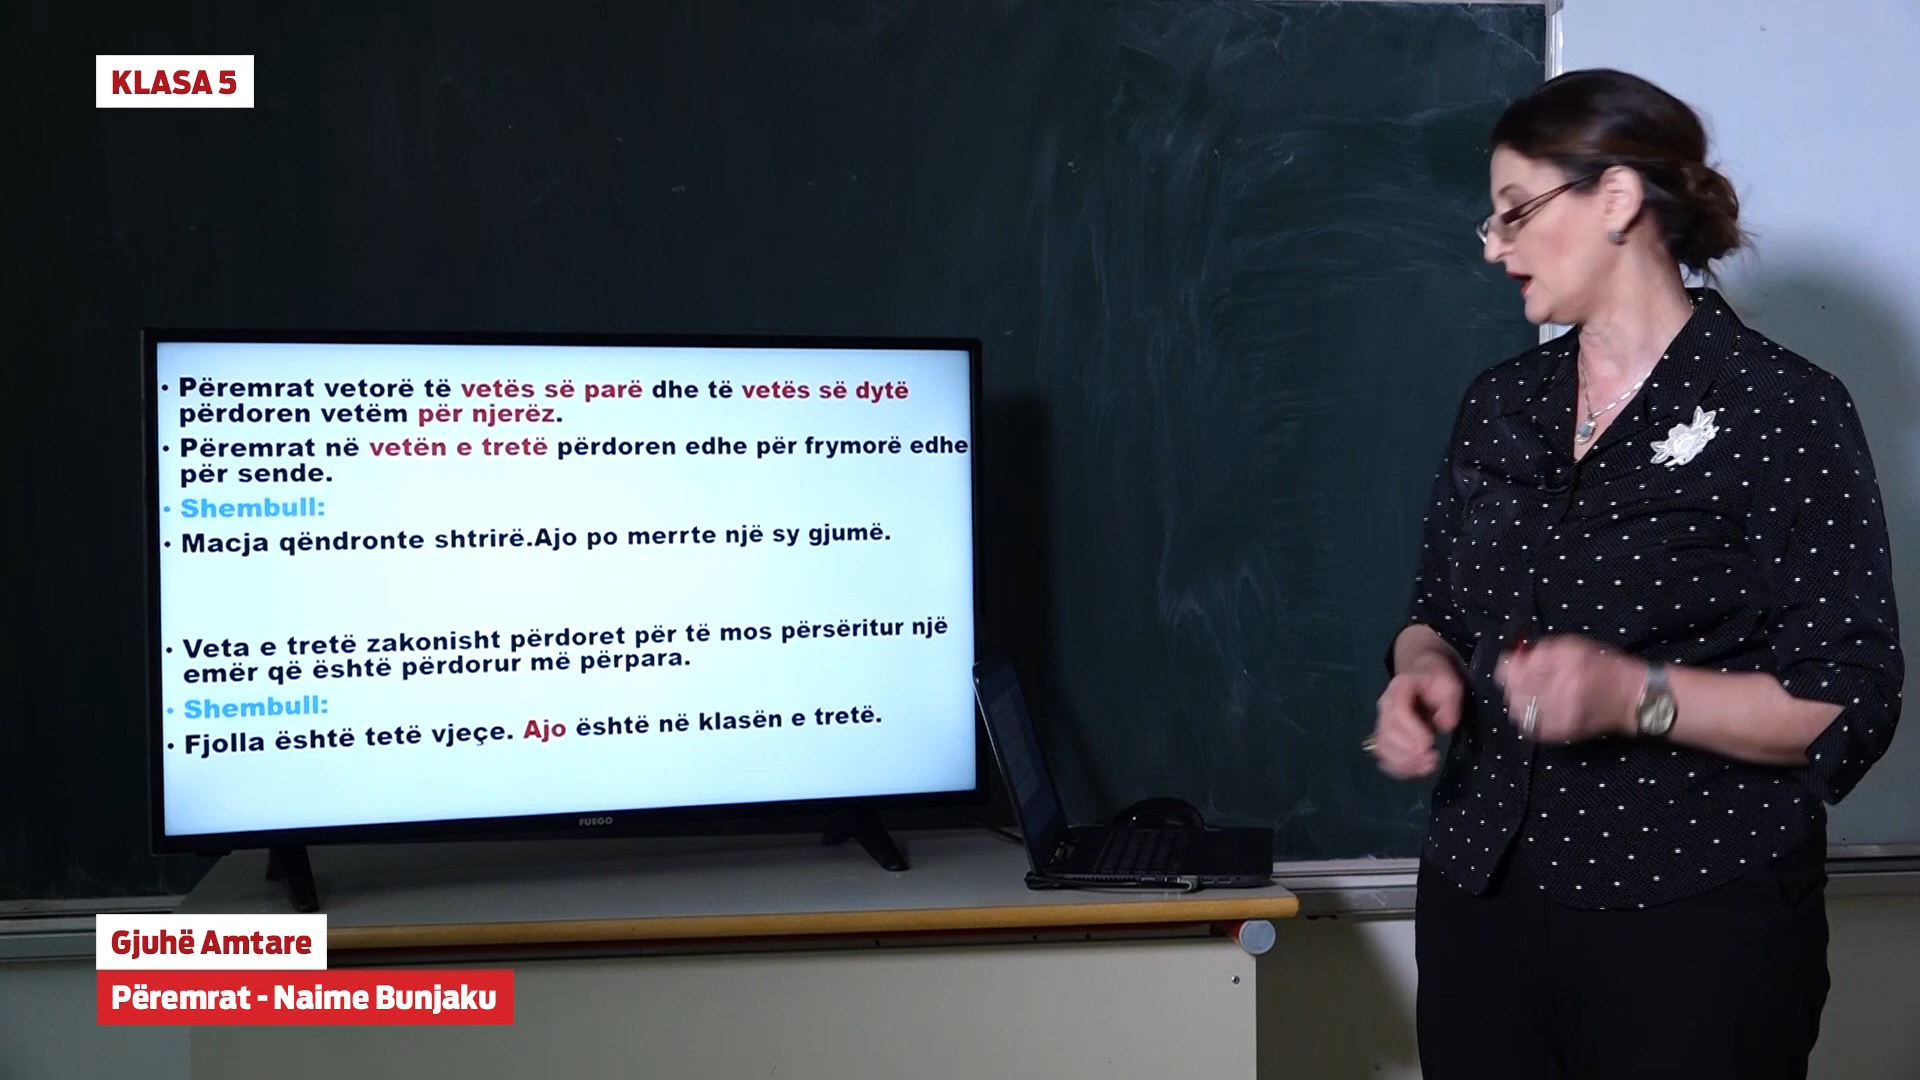 KLASA 5
• Përemrat vetorë të vetës së parë dhe të vetës së dytë
përdoren vetëm për njerëz.
• Përemrat në vetën e tretë përdoren edhe për frymorë edhe
për sende.
• Shembull:
• Macja qëndronte shtrirë.Ajo po merrte një sy gjumë.
• Veta e tretë zakonisht përdoret për të mos përsëritur një
emër që është përdorur më përpara.
• Shembull:
• Fjolla është tetë vjeçe. Ajo është në klasën e tretë.
FUEGO
Gjuhë Amtare
Përemrat - Naime Bunjaku